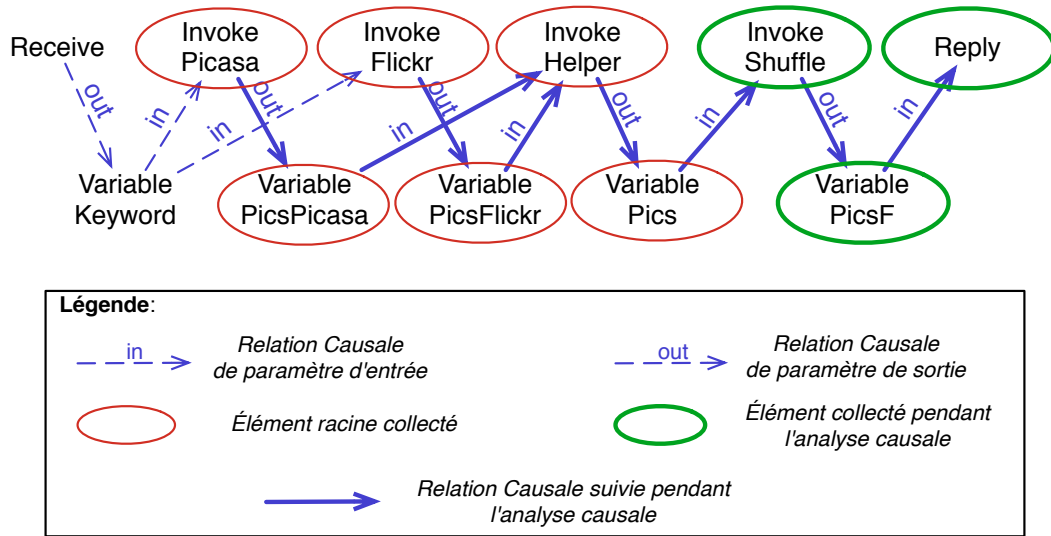 Receive
Invoke
Picasa
Invoke
Flickr
Invoke
Helper
Invoke
Shuffle
Reply
out
in
in
out
in
out
in
out
in
out
in
Variable
Keyword
Variable
PicsPicasa
Variable
PicsFlickr
Variable
Pics
Variable
PicsF
Légende:
in
Relation Causale
de paramètre d'entrée
out
Relation Causale
de paramètre de sortie
Élément racine collecté
Élément collecté pendant
l'analyse causale
Relation Causale suivie pendant
l'analyse causale